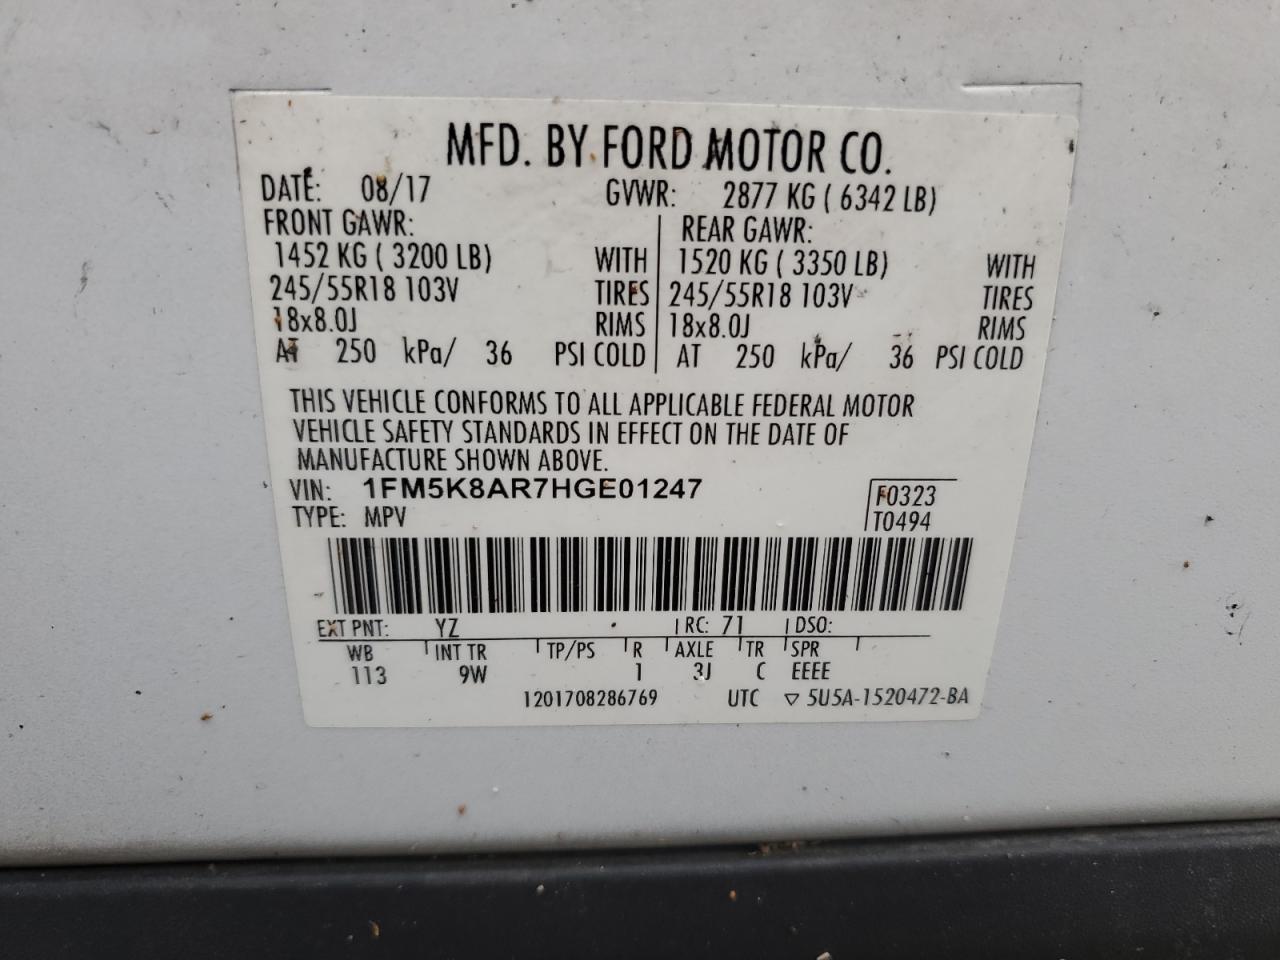 MFD. BY FORD MOTOR CO.
DATE: 08/17 GVWR: 2877 KG ( 6342 LB)
FRONT GAWR: REAR GAWR:
1452 KG ( 3200 LB) WITH 1520 KG ( 3350 LB) WITH
245/55R18 103V TIRES 245/55R18 103V TIRES
18x8.0J RIMS 18x8.0J RIMS
AT 250 kPa/ 36 PSI COLD AT 250 kPa/ 36 PSI COLD
THIS VEHICLE CONFORMS TO ALL APPLICABLE FEDERAL MOTOR
VEHICLE SAFETY STANDARDS IN EFFECT ON THE DATE OF
MANUFACTURE SHOWN ABOVE.
VIN: 1FM5K8AR7HGE01247 F0323
TYPE: MPV T0494
EXT PNT: YZ RC: 71 DSO:
WB INT TR TP/PS R AXLE TR SPR
113 9W 1 3J C EEEE
1201708286769 UTC ▽ 5U5A-1520472-BA